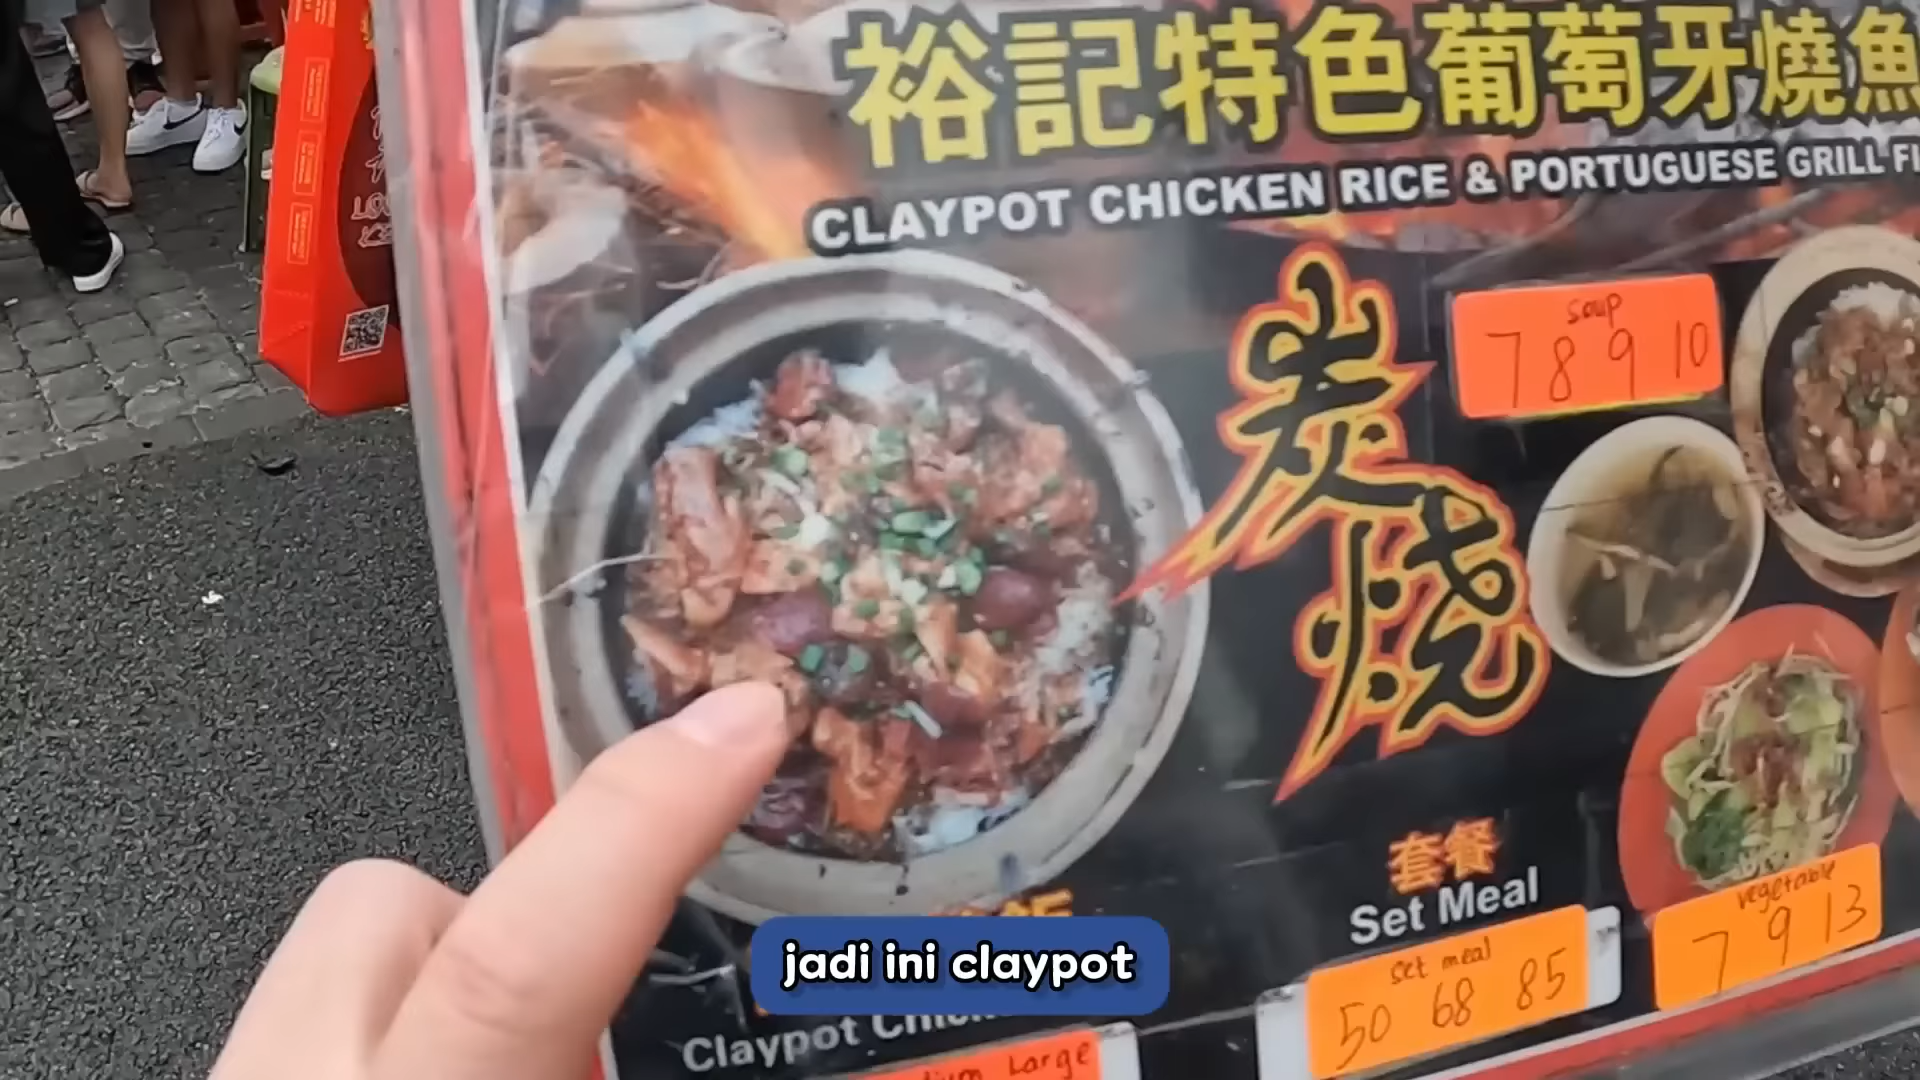 裕記特色葡萄牙燒魚
CLAYPOT CHICKEN RICE & PORTUGUESE GRILL
炭燒
soup
7 8 9 10
套餐
Set Meal
set meal
50 68 85
vegetable
7 9 13
jadi ini claypot
Claypot
Large